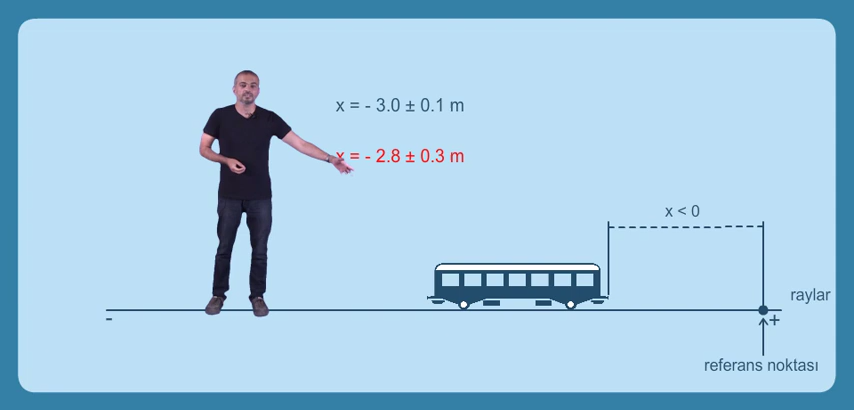 x = - 3.0 ± 0.1 m
x = - 2.8 ± 0.3 m
x < 0
raylar
- +
referans noktası